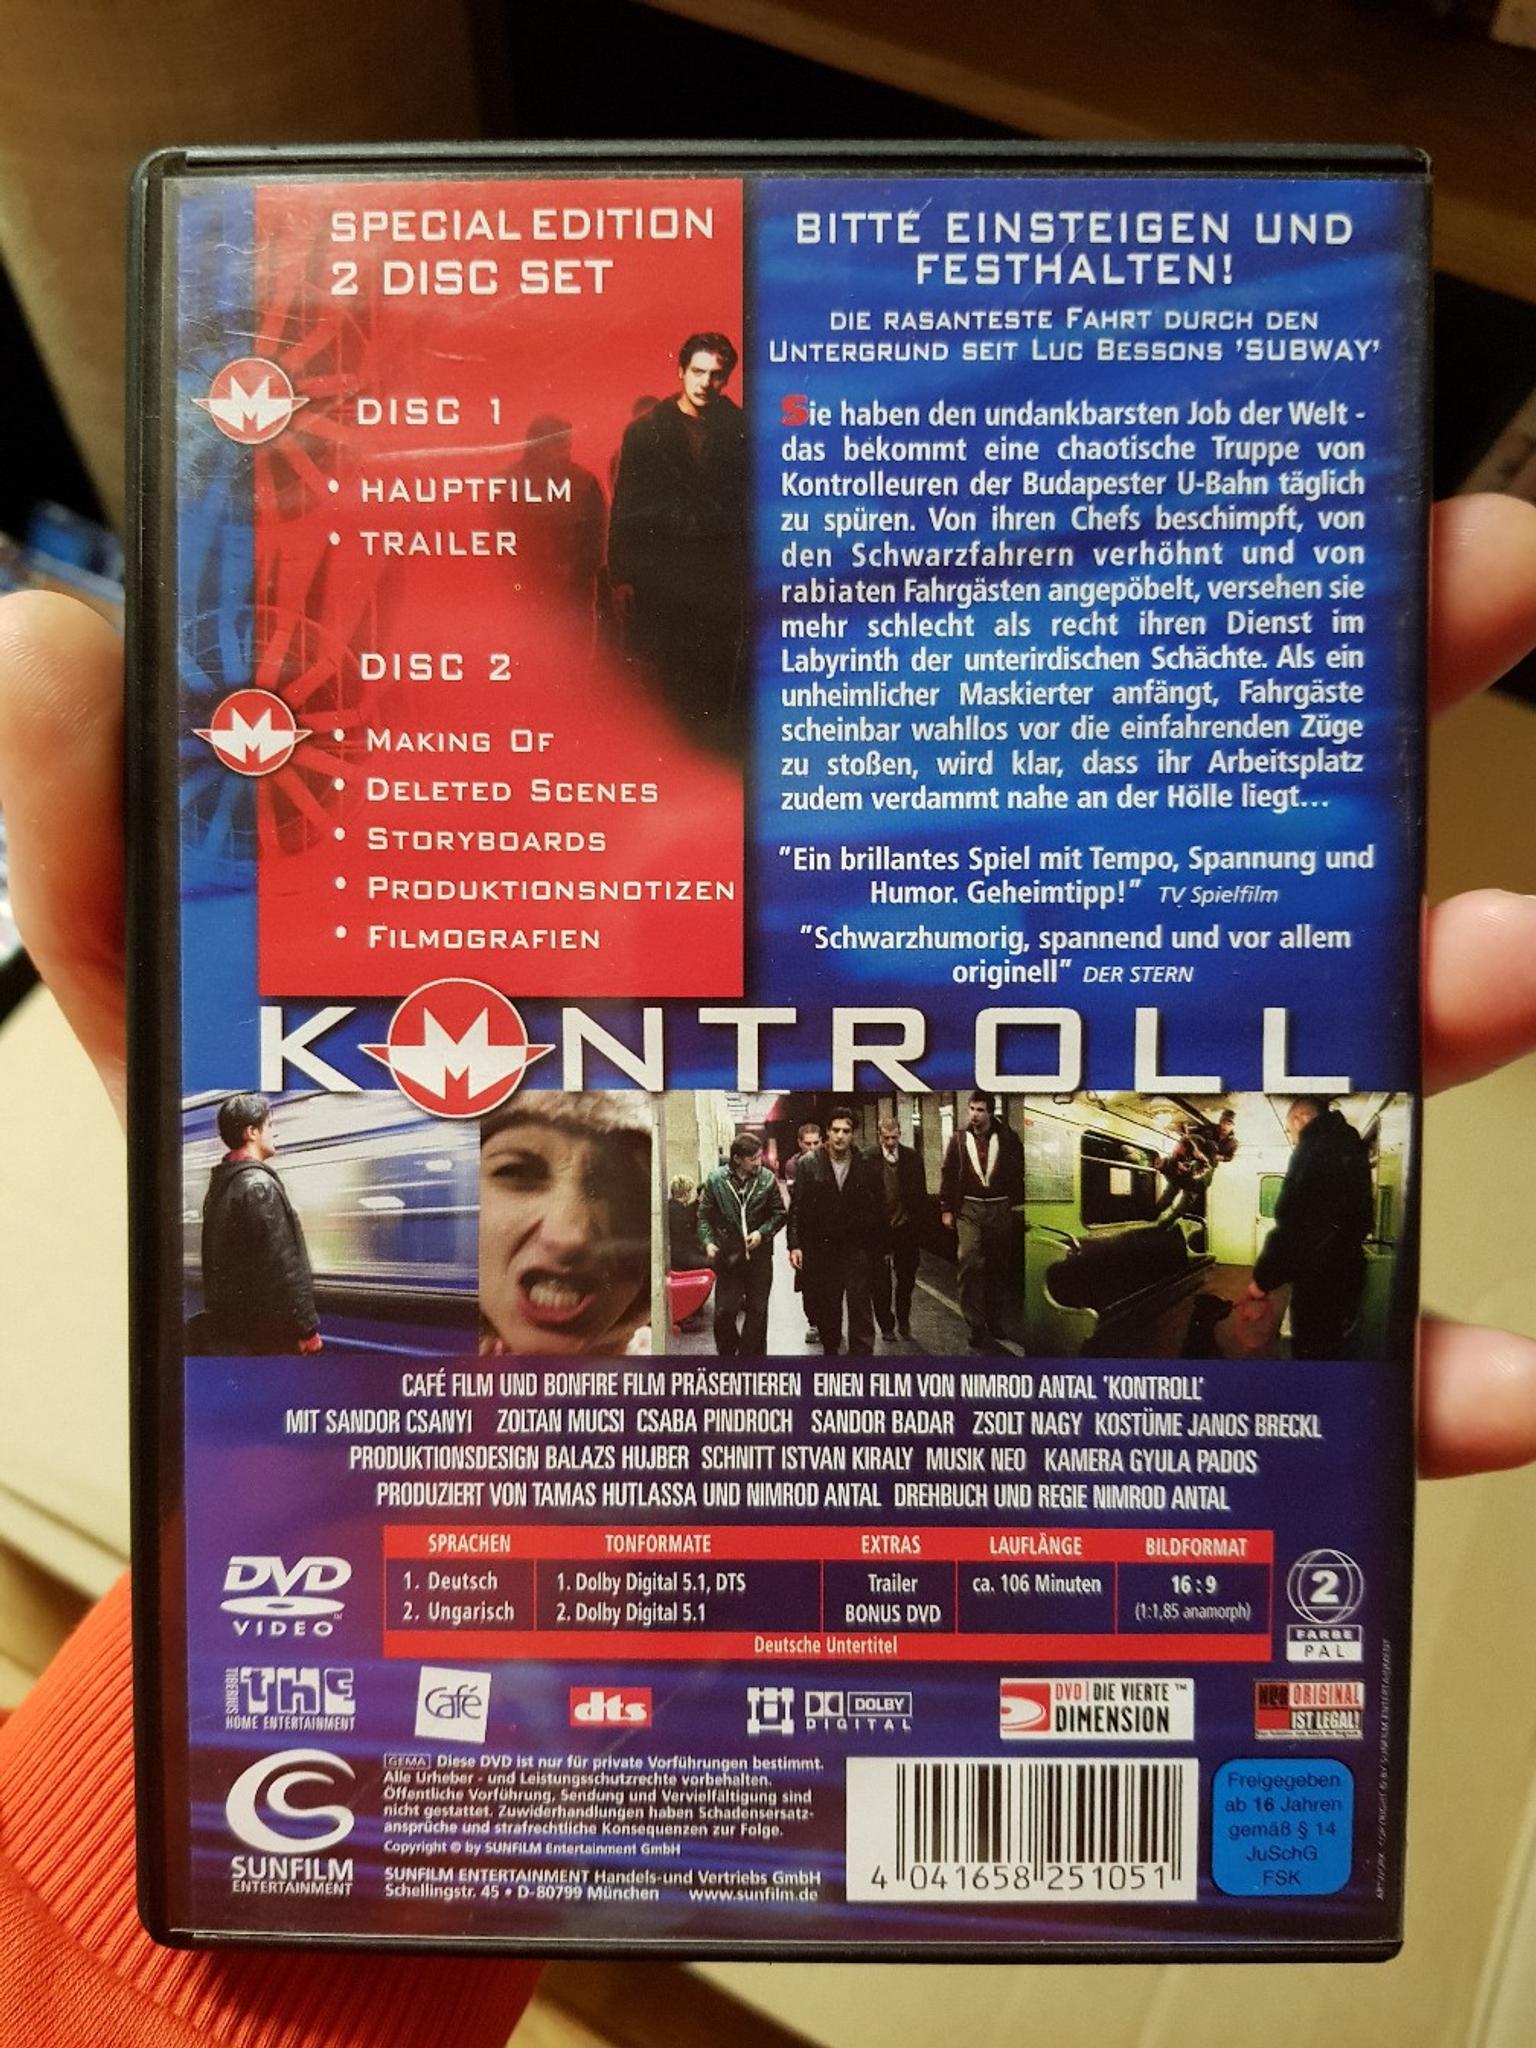 SPECIAL EDITION
2 DISC SET
DISC 1
• HAUPTFILM
• TRAILER
DISC 2
• MAKING OF
• DELETED SCENES
• STORYBOARDS
• PRODUKTIONSNOTIZEN
• FILMOGRAFIEN
BITTE EINSTEIGEN UND
FESTHALTEN!
DIE RASANTESTE FAHRT DURCH DEN
UNTERGRUND SEIT LUC BESSONS 'SUBWAY'
Sie haben den undankbarsten Job der Welt -
das bekommt eine chaotische Truppe von
Kontrolleuren der Budapester U-Bahn täglich
zu spüren. Von ihren Chefs beschimpft, von
den Schwarzfahrern verhöhnt und von
rabiaten Fahrgästen angepöbelt, versehen sie
mehr schlecht als recht ihren Dienst im
Labyrinth der unterirdischen Schächte. Als ein
unheimlicher Maskierter anfängt, Fahrgäste
scheinbar wahllos vor die einfahrenden Züge
zu stoßen, wird klar, dass ihr Arbeitsplatz
zudem verdammt nahe an der Hölle liegt...
"Ein brillantes Spiel mit Tempo, Spannung und
Humor. Geheimtipp!" TV Spielfilm
"Schwarzhumorig, spannend und vor allem
originell" DER STERN
KONTROLL
CAFÉ FILM UND BONFIRE FILM PRÄSENTIEREN EINEN FILM VON NIMROD ANTAL 'KONTROLL'
MIT SANDOR CSANYI ZOLTAN MUCSI CSABA PINDROCH SANDOR BADAR ZSOLT NAGY KOSTÜME JANOS BRECKL
PRODUKTIONSDESIGN BALAZS HUJBER SCHNITT ISTVAN KIRALY MUSIK NEO KAMERA GYULA PADOS
PRODUZIERT VON TAMAS HUTLASSA UND NIMROD ANTAL DREHBUCH UND REGIE NIMROD ANTAL
DVD
VIDEO
SPRACHEN TONFORMATE EXTRAS LAUFLÄNGE BILDFORMAT
1. Deutsch 1. Dolby Digital 5.1, DTS Trailer ca. 106 Minuten 16:9
2. Ungarisch 2. Dolby Digital 5.1 BONUS DVD (1:1,85 anamorph)
Deutsche Untertitel
2
FARBE
PAL
TIBERIUS the
HOME ENTERTAINMENT
Café
dts
DOLBY
DIGITAL
DVD | DIE VIERTE ™
DIMENSION
NUR ORIGINAL
IST LEGAL!
SUNFILM
ENTERTAINMENT
GEMA Diese DVD ist nur für private Vorführungen bestimmt.
Alle Urheber - und Leistungsschutzrechte vorbehalten.
Öffentliche Vorführung, Sendung und Vervielfältigung sind
nicht gestattet. Zuwiderhandlungen haben Schadensersatz-
ansprüche und strafrechtliche Konsequenzen zur Folge.
Copyright © by SUNFILM Entertainment GmbH
SUNFILM ENTERTAINMENT Handels-und Vertriebs GmbH
Schellingstr. 45 • D-80799 München www.sunfilm.de
4 041658 251051
Freigegeben
ab 16 Jahren
gemäß § 14
JuSchG
FSK